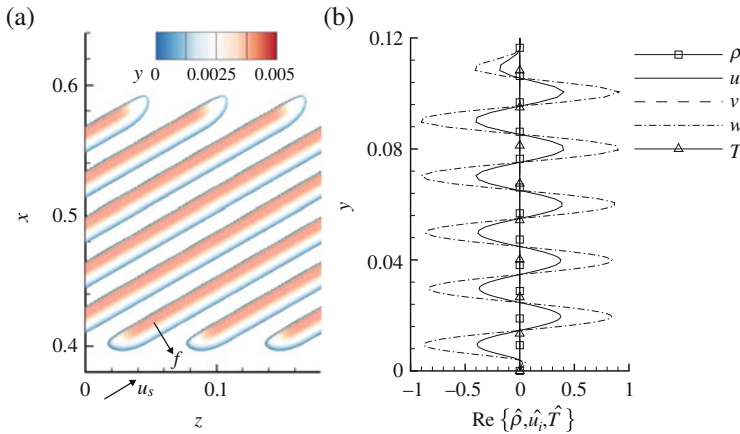 (a)
y 0 0.0025 0.005
0.6
0.5
0.4
x
0 0.1
z
u_s
f
(b)
0.12
0.08
0.04
0
y
−1 −0.5 0 0.5 1
Re {ρ̂,û_i,T̂}
ρ
u
v
w
T